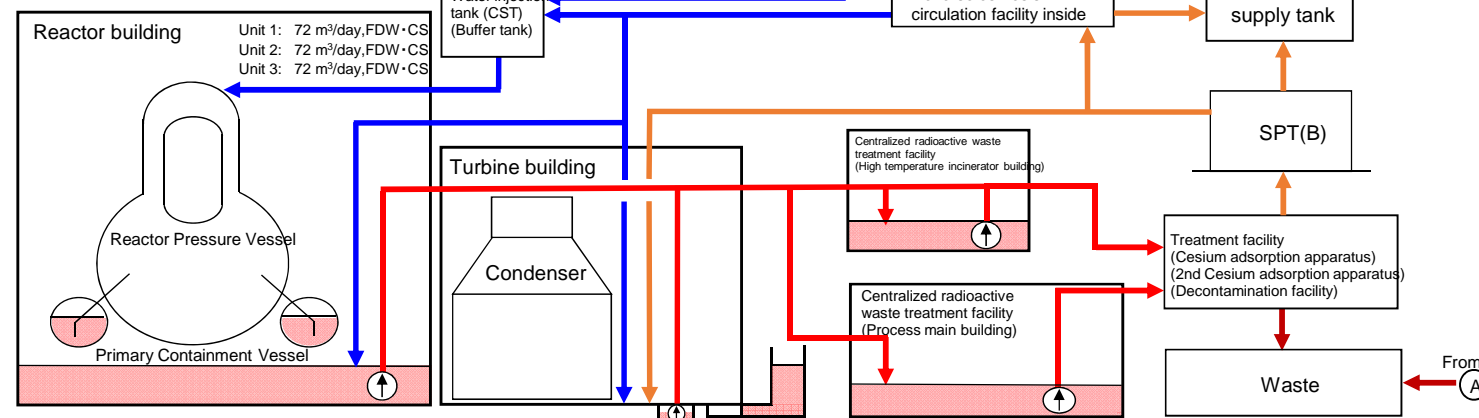 tank (CST)
(Buffer tank)
circulation facility inside
supply tank
Reactor building
Unit 1: 72 m³/day,FDW・CS
Unit 2: 72 m³/day,FDW・CS
Unit 3: 72 m³/day,FDW・CS
SPT(B)
Centralized radioactive waste
treatment facility
(High temperature incinerator building)
Turbine building
Reactor Pressure Vessel
Condenser
Treatment facility
(Cesium adsorption apparatus)
(2nd Cesium adsorption apparatus)
(Decontamination facility)
Centralized radioactive
waste treatment facility
(Process main building)
Primary Containment Vessel
Waste
From
A